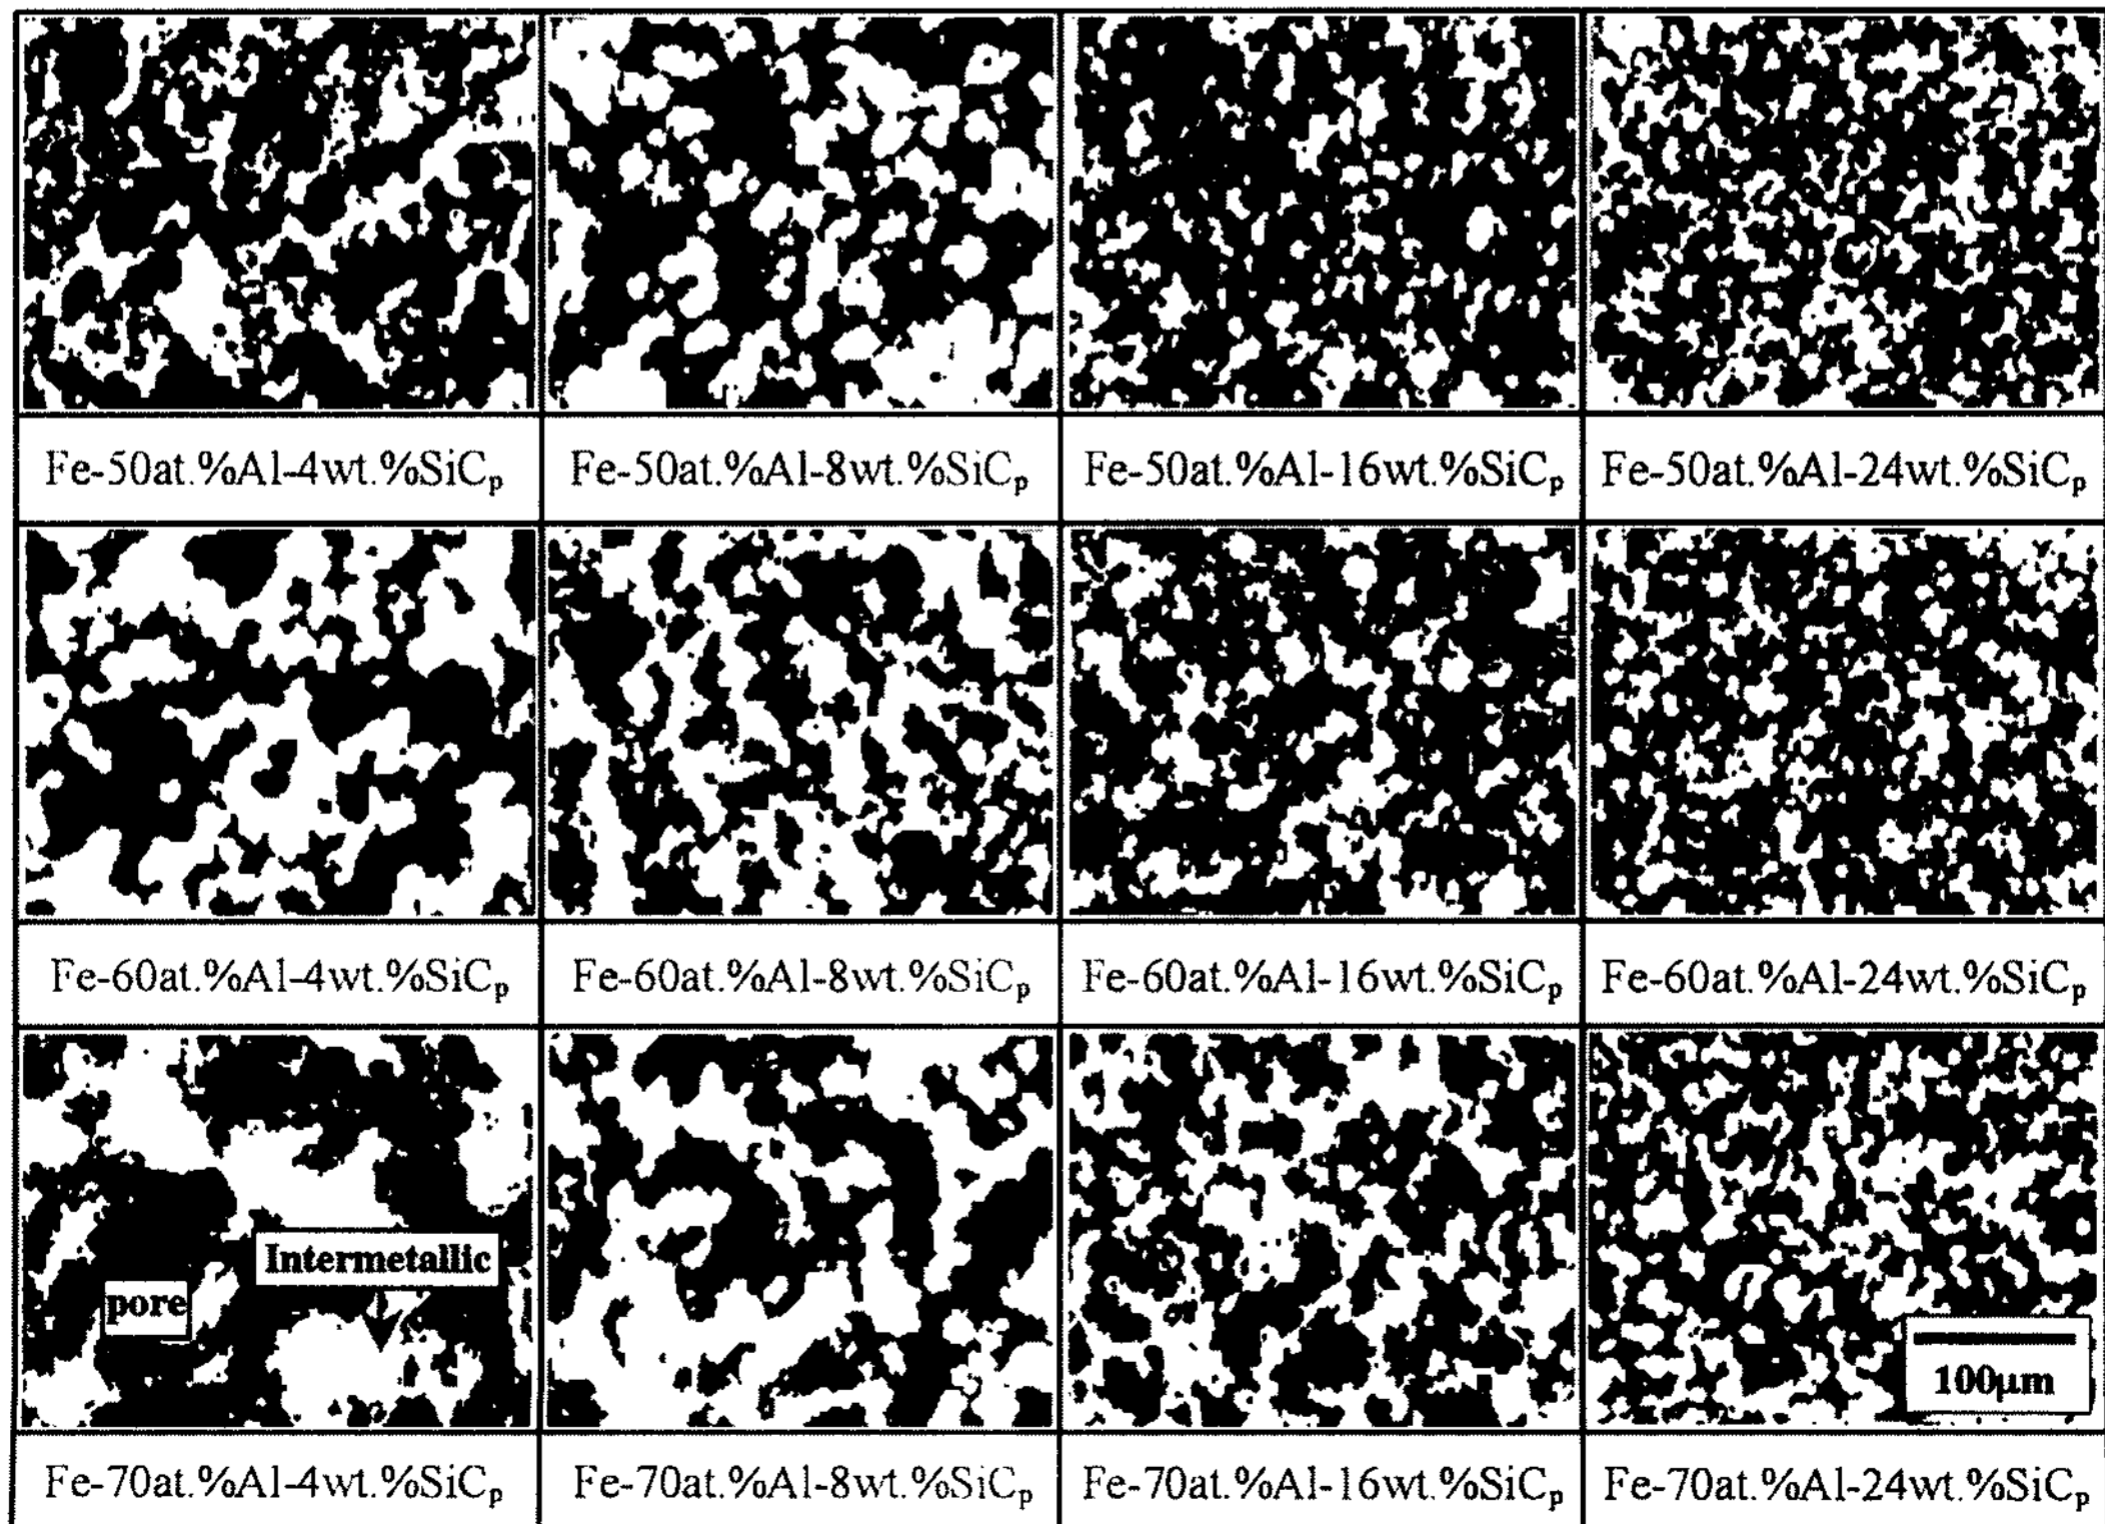 Fe-50at.%Al-4wt.%SiCp Fe-50at.%Al-8wt.%SiCp Fe-50at.%Al-16wt.%SiCp Fe-50at.%Al-24wt.%SiCp
Fe-60at.%Al-4wt.%SiCp Fe-60at.%Al-8wt.%SiCp Fe-60at.%Al-16wt.%SiCp Fe-60at.%Al-24wt.%SiCp
Intermetallic
pore
100μm
Fe-70at.%Al-4wt.%SiCp Fe-70at.%Al-8wt.%SiCp Fe-70at.%Al-16wt.%SiCp Fe-70at.%Al-24wt.%SiCp